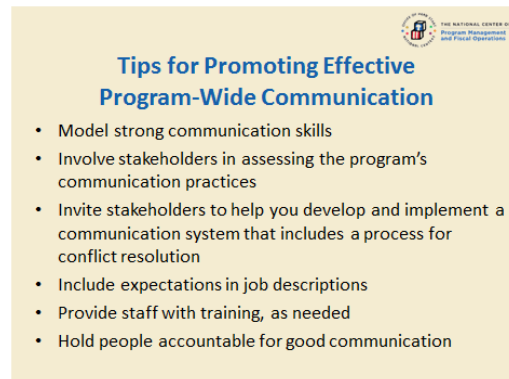 THE NATIONAL CENTER O
Program Management
and Fiscal Operations
Tips for Promoting Effective
Program-Wide Communication
• Model strong communication skills
• Involve stakeholders in assessing the program's
communication practices
• Invite stakeholders to help you develop and implement a
communication system that includes a process for
conflict resolution
• Include expectations in job descriptions
• Provide staff with training, as needed
• Hold people accountable for good communication